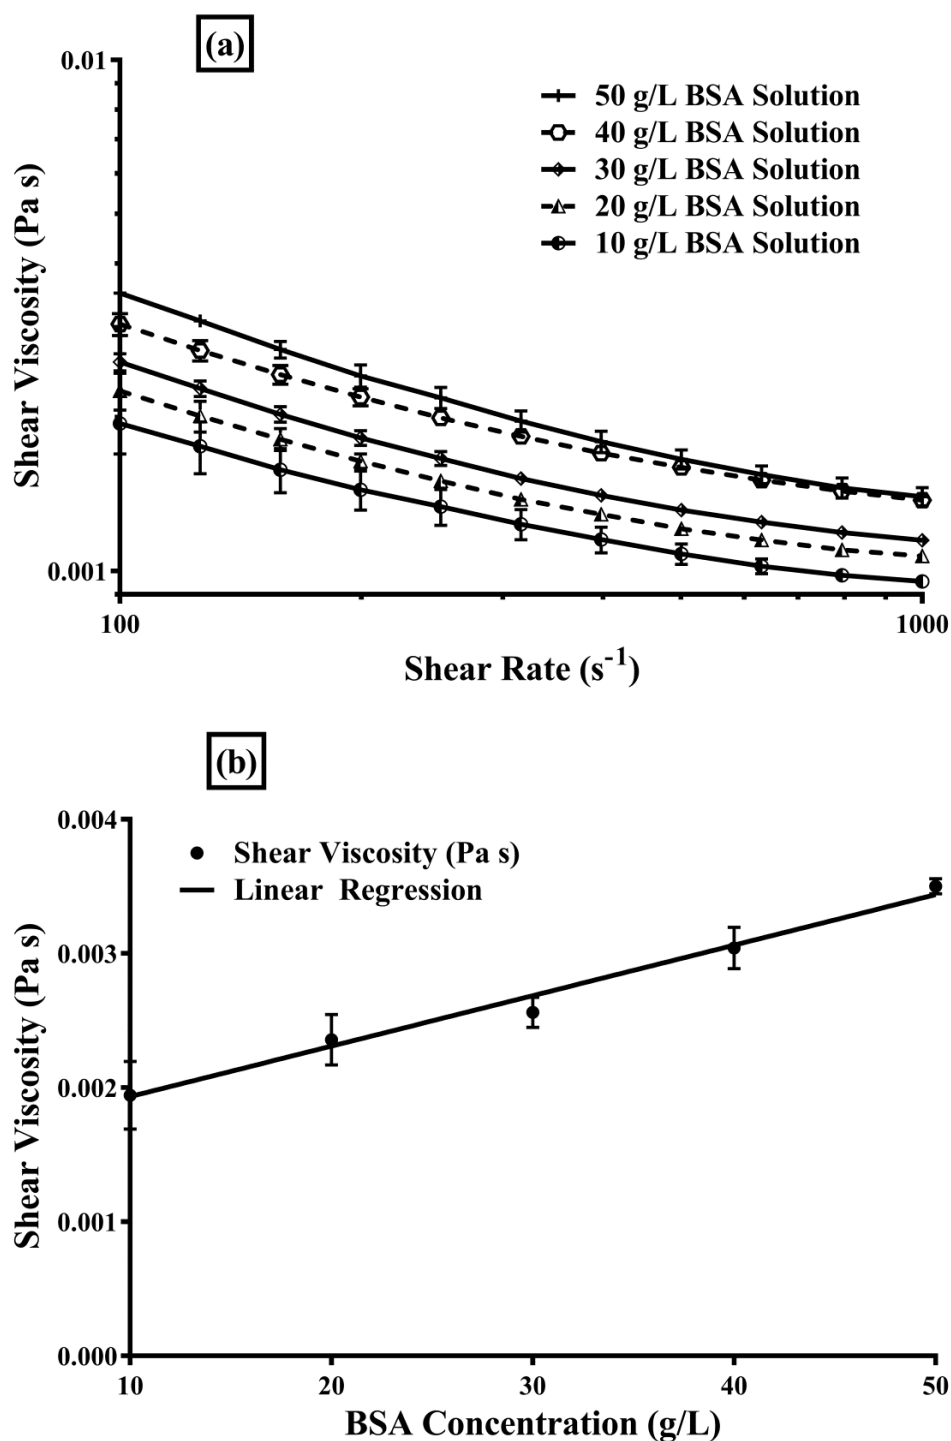 (a)
0.01
50 g/L BSA Solution
40 g/L BSA Solution
30 g/L BSA Solution
20 g/L BSA Solution
10 g/L BSA Solution
Shear Viscosity (Pa s)
0.001
100
1000
Shear Rate (s⁻¹)
(b)
0.004
Shear Viscosity (Pa s)
Linear Regression
0.003
Shear Viscosity (Pa s)
0.002
0.001
0.000
10 20 30 40 50
BSA Concentration (g/L)